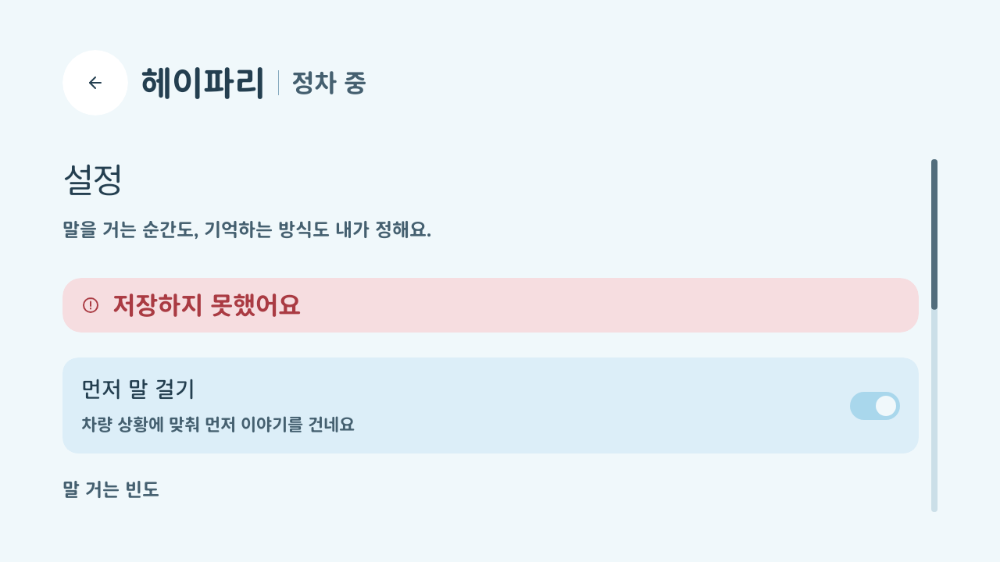 헤이파리
정차 중
설정
말을 거는 순간도, 기억하는 방식도 내가 정해요.
저장하지 못했어요
먼저 말 걸기
차량 상황에 맞춰 먼저 이야기를 건네요
말 거는 빈도